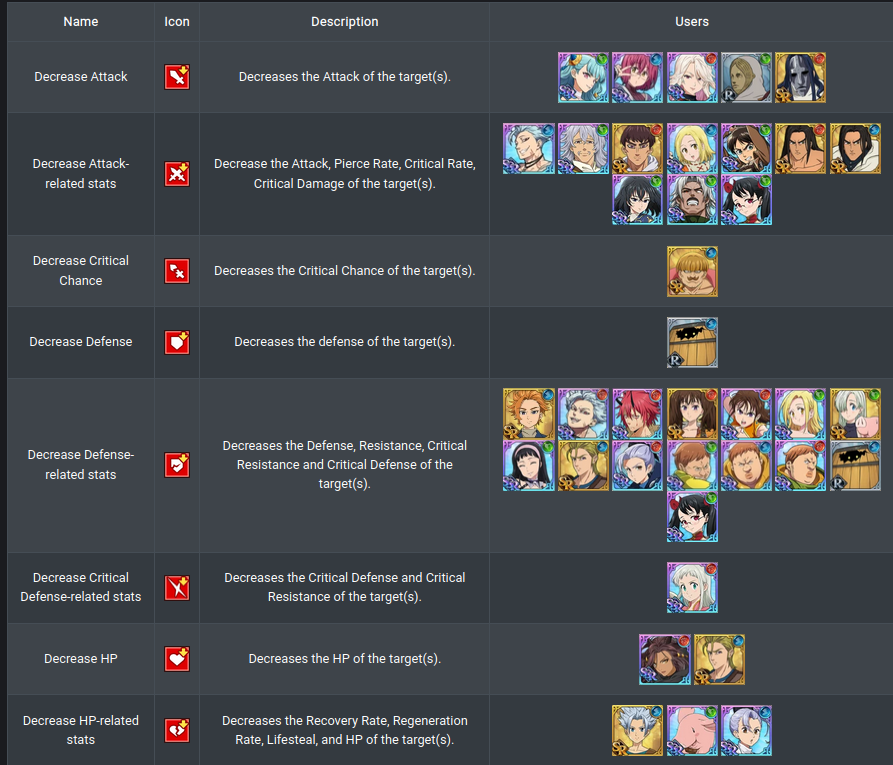 Name Icon Description Users
Decrease Attack Decreases the Attack of the target(s).
R
SR
Decrease Attack-
related stats
Decrease the Attack, Pierce Rate, Critical Rate,
Critical Damage of the target(s).
Decrease Critical
Chance
Decreases the Critical Chance of the target(s).
SR
Decrease Defense Decreases the defense of the target(s).
R
Decrease Defense-
related stats
Decreases the Defense, Resistance, Critical
Resistance and Critical Defense of the
target(s).
Decrease Critical
Defense-related stats
Decreases the Critical Defense and Critical
Resistance of the target(s).
Decrease HP Decreases the HP of the target(s).
Decrease HP-related
stats
Decreases the Recovery Rate, Regeneration
Rate, Lifesteal, and HP of the target(s).